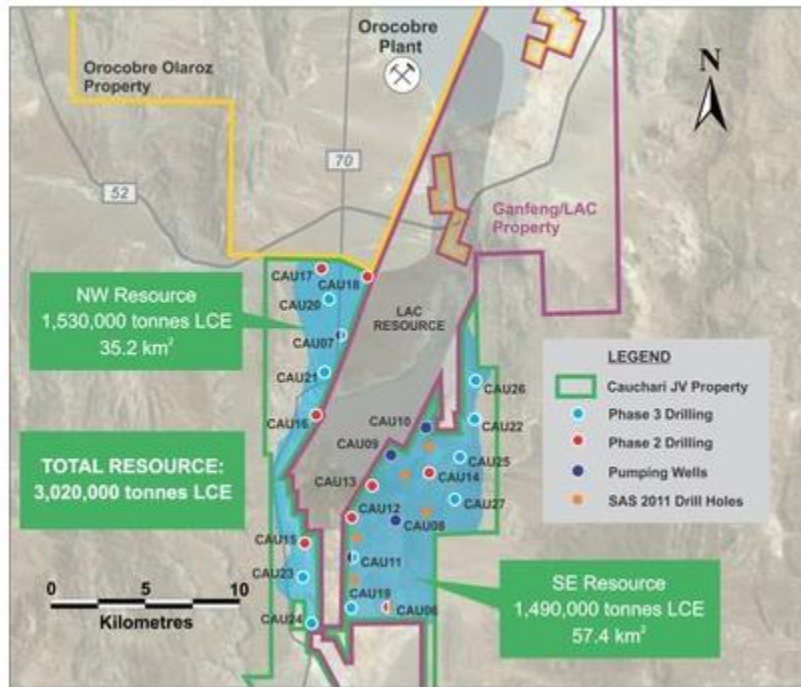 Orocobre
Plant
Orocobre Olaroz
Property
N
70
52
Ganfeng/LAC
Property
CAU17
CAU18
NW Resource
1,530,000 tonnes LCE
35.2 km²
CAU20
LAC
RESOURCE
CAU07
LEGEND
Cauchari JV Property
Phase 3 Drilling
Phase 2 Drilling
Pumping Wells
SAS 2011 Drill Holes
CAU21
CAU26
CAU16
CAU10
CAU22
CAU09
CAU25
TOTAL RESOURCE:
3,020,000 tonnes LCE
CAU14
CAU13
CAU27
CAU12
CAU08
CAU15
CAU11
CAU23
SE Resource
1,490,000 tonnes LCE
57.4 km²
0 5 10
Kilometres
CAU19
CAU06
CAU24